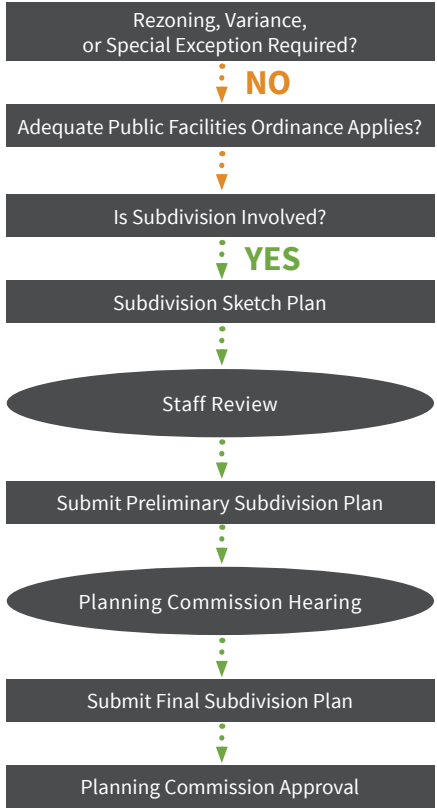 Rezoning, Variance,
or Special Exception Required?
NO
Adequate Public Facilities Ordinance Applies?
Is Subdivision Involved?
YES
Subdivision Sketch Plan
Staff Review
Submit Preliminary Subdivision Plan
Planning Commission Hearing
Submit Final Subdivision Plan
Planning Commission Approval